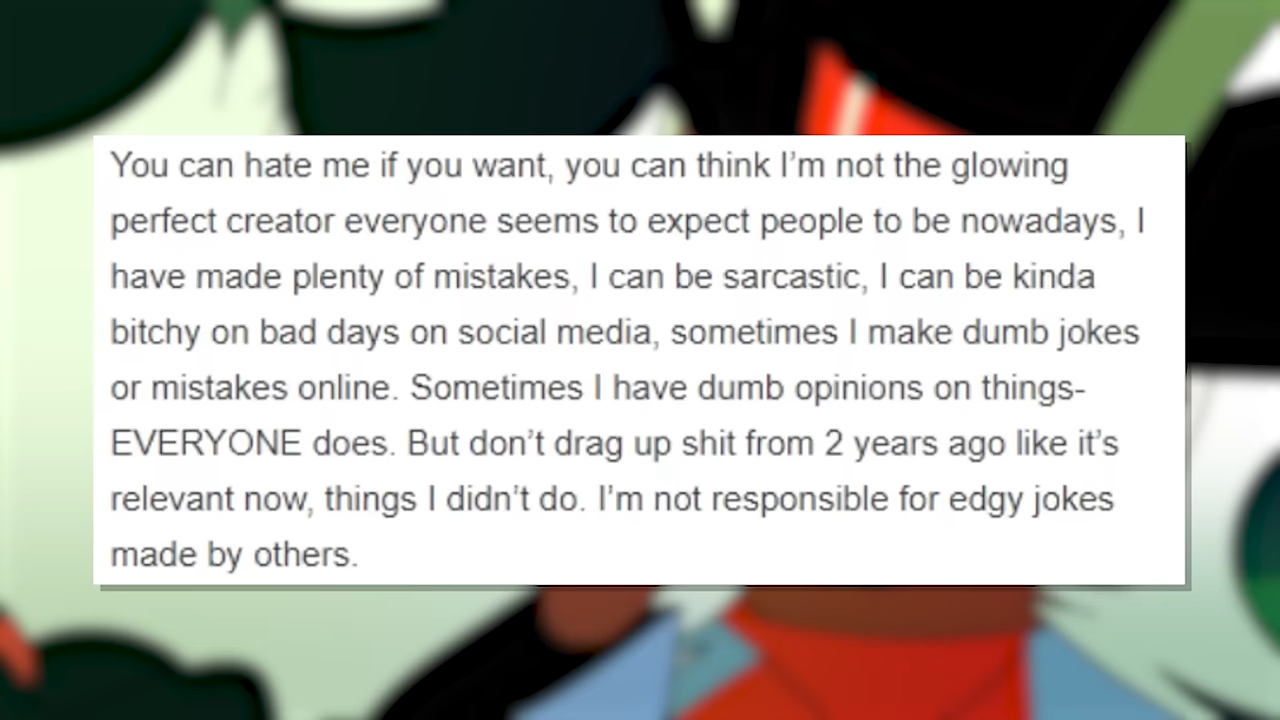 You can hate me if you want, you can think I’m not the glowing
perfect creator everyone seems to expect people to be nowadays, I
have made plenty of mistakes, I can be sarcastic, I can be kinda
bitchy on bad days on social media, sometimes I make dumb jokes
or mistakes online. Sometimes I have dumb opinions on things-
EVERYONE does. But don’t drag up shit from 2 years ago like it’s
relevant now, things I didn’t do. I’m not responsible for edgy jokes
made by others.